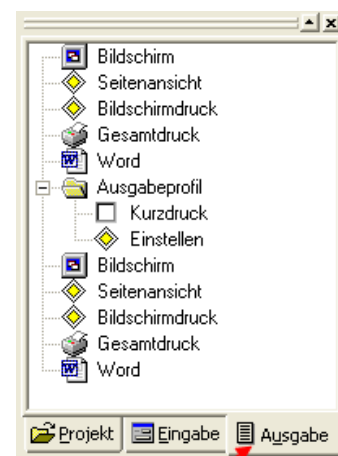 Bildschirm
Seitenansicht
Bildschirmdruck
Gesamtdruck
Word
Ausgabeprofil
Kurzdruck
Einstellen
Bildschirm
Seitenansicht
Bildschirmdruck
Gesamtdruck
Word
Projekt Eingabe Ausgabe